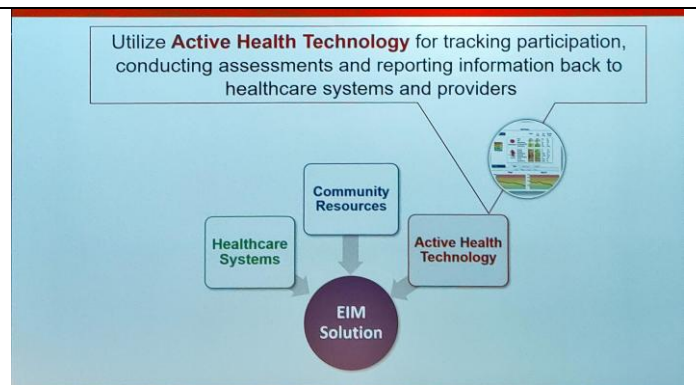 Utilize Active Health Technology for tracking participation,
conducting assessments and reporting information back to
healthcare systems and providers
Community
Resources
Healthcare
Systems
Active Health
Technology
EIM
Solution